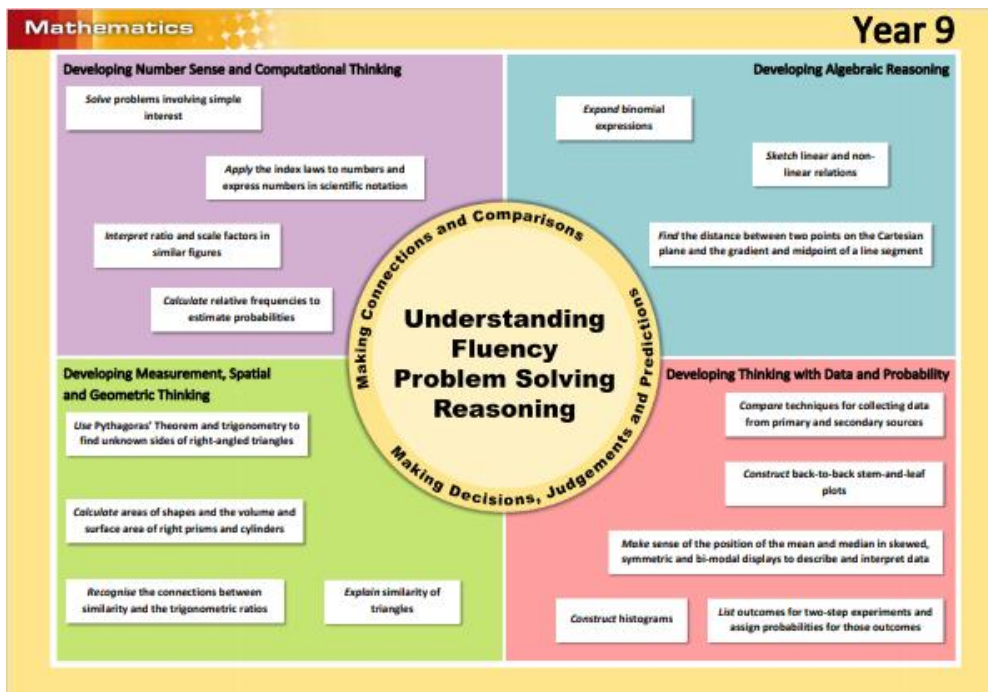 Mathematics
Year 9
Developing Number Sense and Computational Thinking
Solve problems involving simple
interest
Apply the index laws to numbers and
express numbers in scientific notation
Interpret ratio and scale factors in
similar figures
Calculate relative frequencies to
estimate probabilities
Developing Algebraic Reasoning
Expand binomial
expressions
Sketch linear and non-
linear relations
Find the distance between two points on the Cartesian
plane and the gradient and midpoint of a line segment
Making Connections and Comparisons
Understanding
Fluency
Problem Solving
Reasoning
Making Decisions, Judgements and Predictions
Developing Measurement, Spatial
and Geometric Thinking
Use Pythagoras' Theorem and trigonometry to
find unknown sides of right-angled triangles
Calculate areas of shapes and the volume and
surface area of right prisms and cylinders
Recognise the connections between
similarity and the trigonometric ratios
Explain similarity of
triangles
Developing Thinking with Data and Probability
Compare techniques for collecting data
from primary and secondary sources
Construct back-to-back stem-and-leaf
plots
Make sense of the position of the mean and median in skewed,
symmetric and bi-modal displays to describe and interpret data
Construct histograms
List outcomes for two-step experiments and
assign probabilities for those outcomes